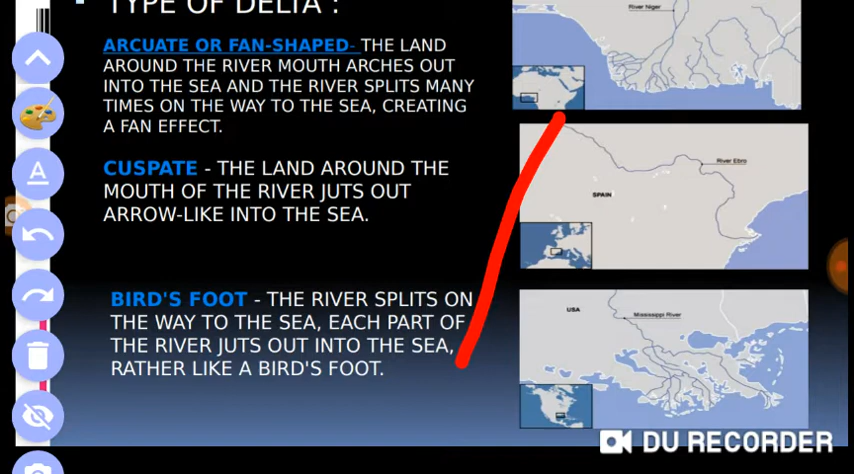 TYPE OF DELTA :
ARCUATE OR FAN-SHAPED- THE LAND
AROUND THE RIVER MOUTH ARCHES OUT
INTO THE SEA AND THE RIVER SPLITS MANY
TIMES ON THE WAY TO THE SEA, CREATING
A FAN EFFECT.
CUSPATE - THE LAND AROUND THE
MOUTH OF THE RIVER JUTS OUT
ARROW-LIKE INTO THE SEA.
BIRD'S FOOT - THE RIVER SPLITS ON
THE WAY TO THE SEA, EACH PART OF
THE RIVER JUTS OUT INTO THE SEA,
RATHER LIKE A BIRD'S FOOT.
River Niger
River Ebro
SPAIN
USA
Mississippi River
A
DU RECORDER